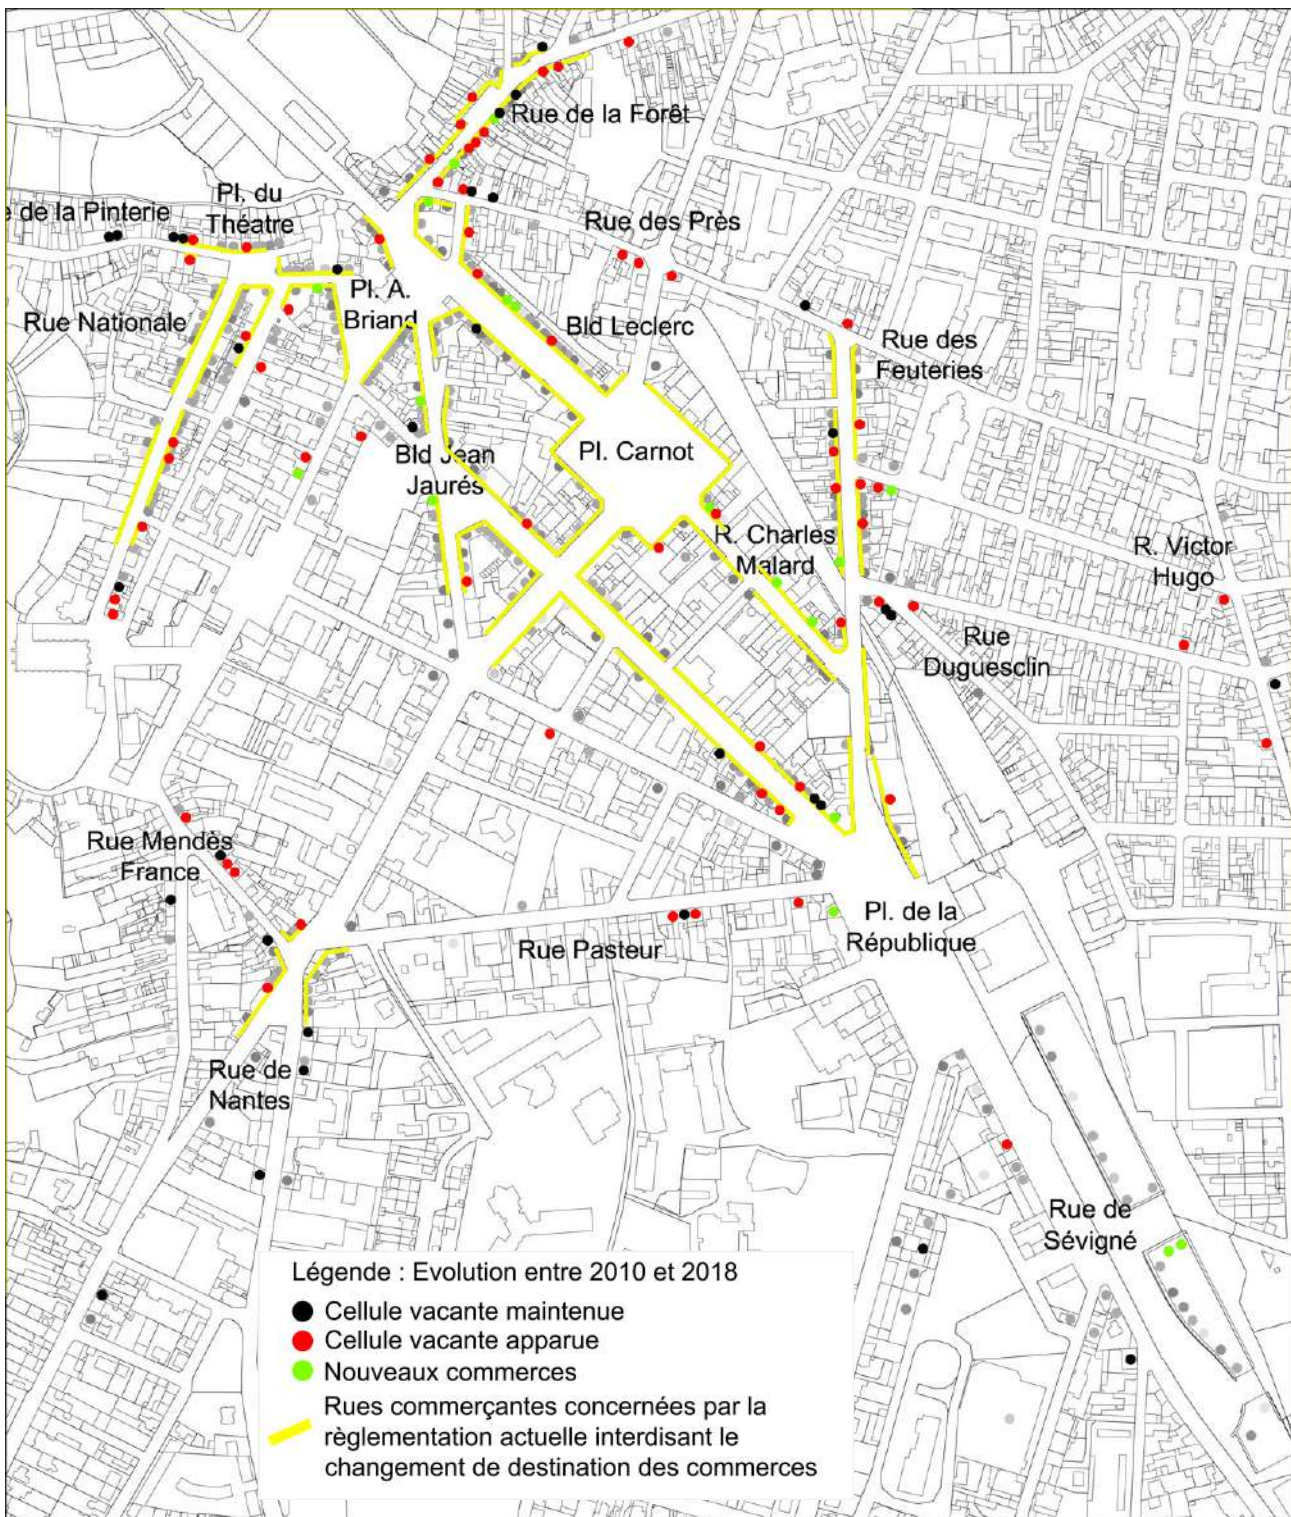 Rue de la Forêt
Pl. du
Théatre
e de la Pinterie
Rue des Près
Pl. A.
Briand
Rue Nationale
Bld Leclerc
Rue des
Feuteries
Pl. Carnot
Bld Jean
Jaurés
R. Charles
Malard
R. Victor
Hugo
Rue
Duguesclin
Rue Mendès
France
Rue Pasteur
Pl. de la
République
Rue de
Nantes
Rue de
Sévigné
Légende : Evolution entre 2010 et 2018
Cellule vacante maintenue
Cellule vacante apparue
Nouveaux commerces
Rues commerçantes concernées par la
règlementation actuelle interdisant le
changement de destination des commerces